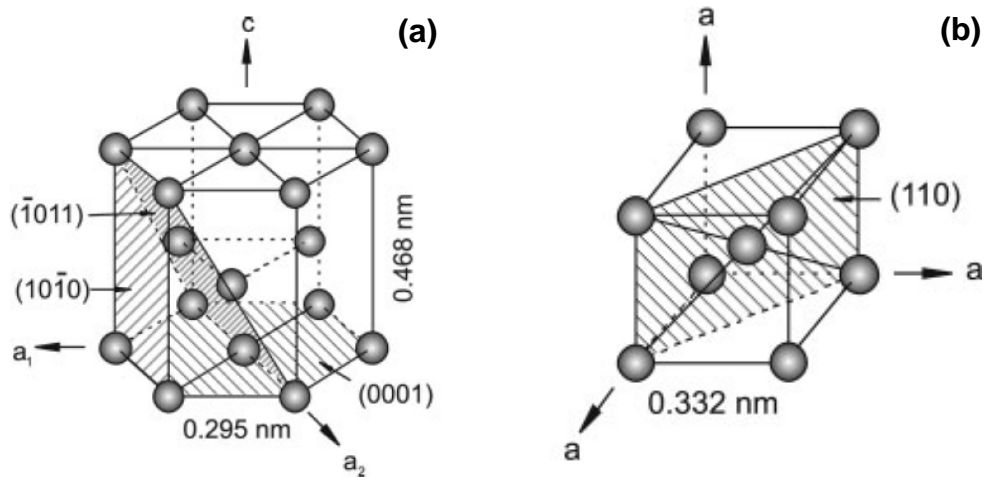 (a)
c
(1̄011)
(101̄0)
a₁
0.468 nm
(0001)
0.295 nm
a₂
(b)
a
(110)
a
0.332 nm
a